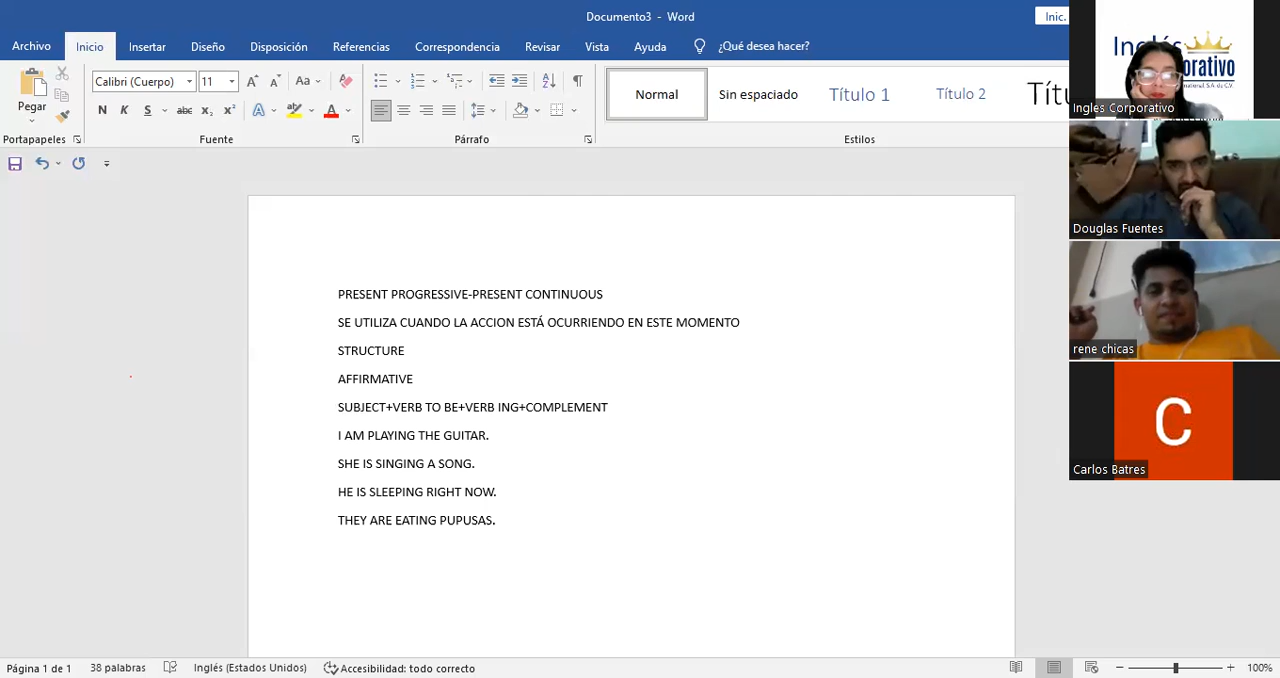 Documento3 - Word
Inic.
Archivo Inicio Insertar Diseño Disposición Referencias Correspondencia Revisar Vista Ayuda ¿Qué desea hacer?
Pegar
Calibri (Cuerpo) 11
N K S abc
Normal
Sin espaciado
Título 1
Título 2
Portapapeles Fuente Párrafo Estilos
PRESENT PROGRESSIVE-PRESENT CONTINUOUS
SE UTILIZA CUANDO LA ACCION ESTÁ OCURRIENDO EN ESTE MOMENTO
STRUCTURE
AFFIRMATIVE
SUBJECT+VERB TO BE+VERB ING+COMPLEMENT
I AM PLAYING THE GUITAR.
SHE IS SINGING A SONG.
HE IS SLEEPING RIGHT NOW.
THEY ARE EATING PUPUSAS.
Ingles Corporativo
Douglas Fuentes
rene chicas
C
Carlos Batres
Página 1 de 1 38 palabras Inglés (Estados Unidos) Accesibilidad: todo correcto 100%